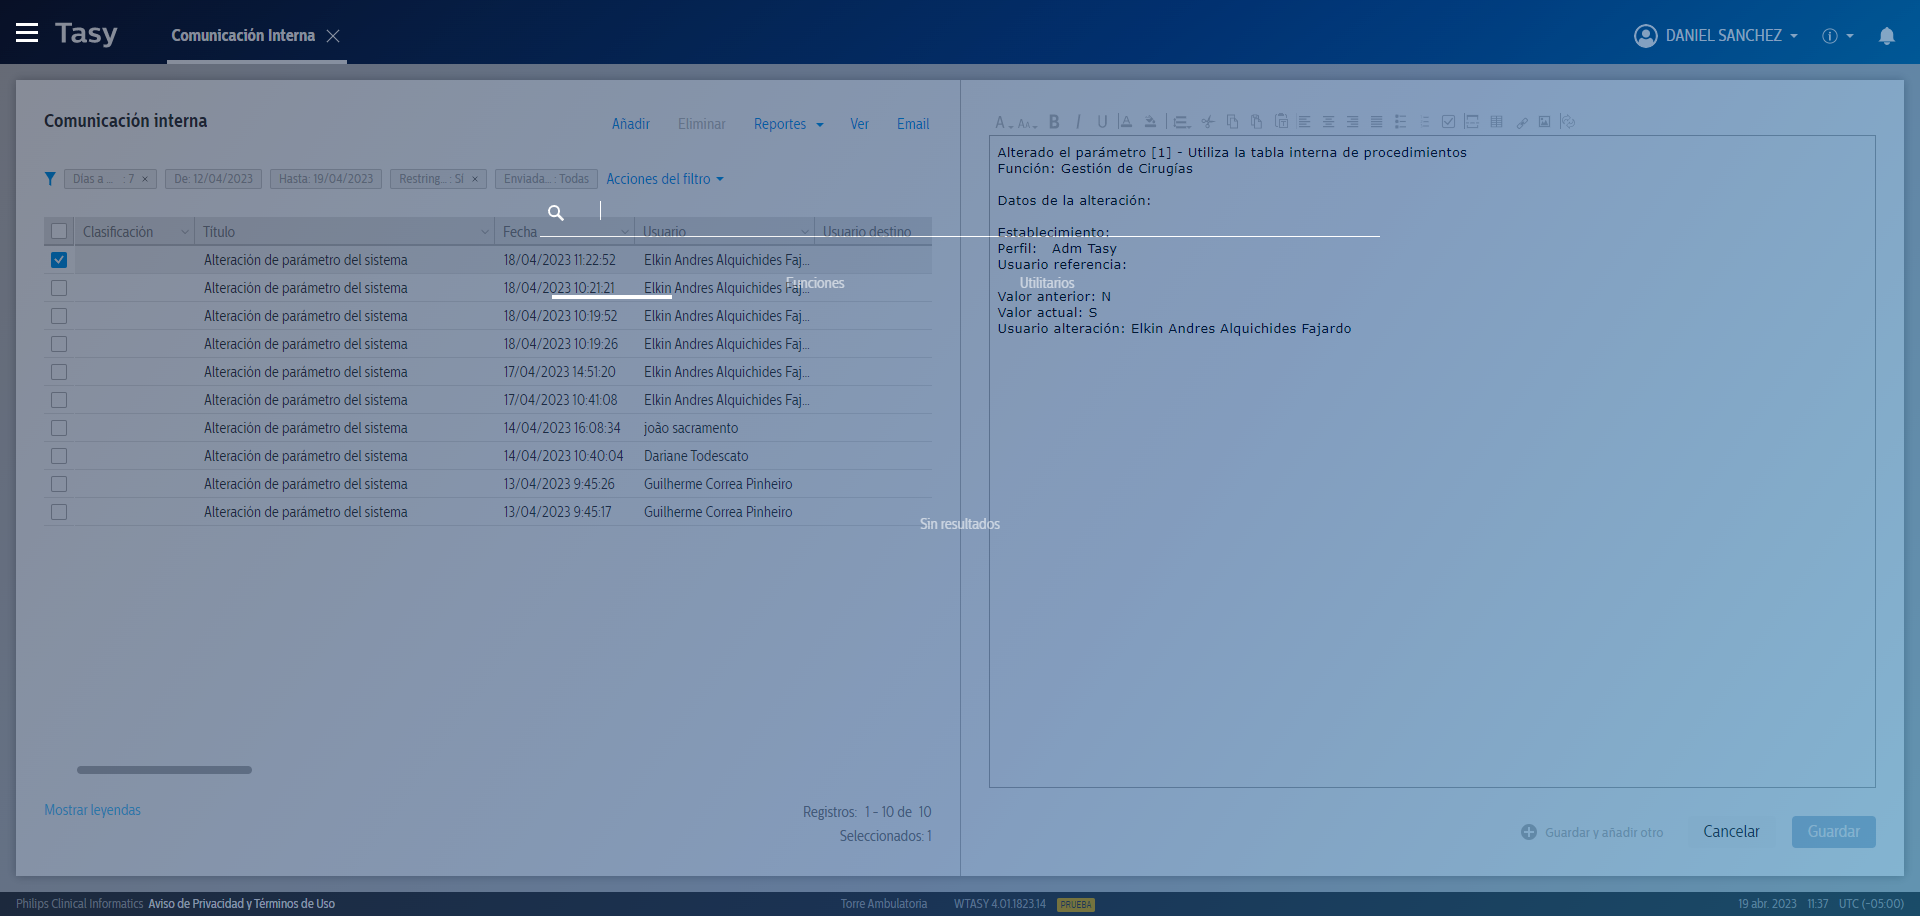 Tasy
Comunicación Interna
DANIEL SANCHEZ
Comunicación interna
Añadir Eliminar Reportes Ver Email
Días a ... : 7 × De: 12/04/2023 Hasta: 19/04/2023 Restring... : Sí × Enviada... : Todas Acciones del filtro
Clasificación Título Fecha Usuario Usuario destino
Alteración de parámetro del sistema 18/04/2023 11:22:52 Elkin Andres Alquichides Faj...
Alteración de parámetro del sistema 18/04/2023 10:21:21 Elkin Andres Alquichides Faj...
Alteración de parámetro del sistema 18/04/2023 10:19:52 Elkin Andres Alquichides Faj...
Alteración de parámetro del sistema 18/04/2023 10:19:26 Elkin Andres Alquichides Faj...
Alteración de parámetro del sistema 17/04/2023 14:51:20 Elkin Andres Alquichides Faj...
Alteración de parámetro del sistema 17/04/2023 10:41:08 Elkin Andres Alquichides Faj...
Alteración de parámetro del sistema 14/04/2023 16:08:34 joão sacramento
Alteración de parámetro del sistema 14/04/2023 10:40:04 Dariane Todescato
Alteración de parámetro del sistema 13/04/2023 9:45:26 Guilherme Correa Pinheiro
Alteración de parámetro del sistema 13/04/2023 9:45:17 Guilherme Correa Pinheiro
Funciones Utilitarios
Sin resultados
Mostrar leyendas
Registros: 1 - 10 de 10
Seleccionados: 1
Alterado el parámetro [1] - Utiliza la tabla interna de procedimientos
Función: Gestión de Cirugías
Datos de la alteración:
Establecimiento:
Perfil: Adm Tasy
Usuario referencia:
Valor anterior: N
Valor actual: S
Usuario alteración: Elkin Andres Alquichides Fajardo
Guardar y añadir otro Cancelar Guardar
Philips Clinical Informatics Aviso de Privacidad y Términos de Uso
Torre Ambulatoria WTASY 4.01.1823.14 PRUEBA
19 abr. 2023 11:37 UTC (-05:00)